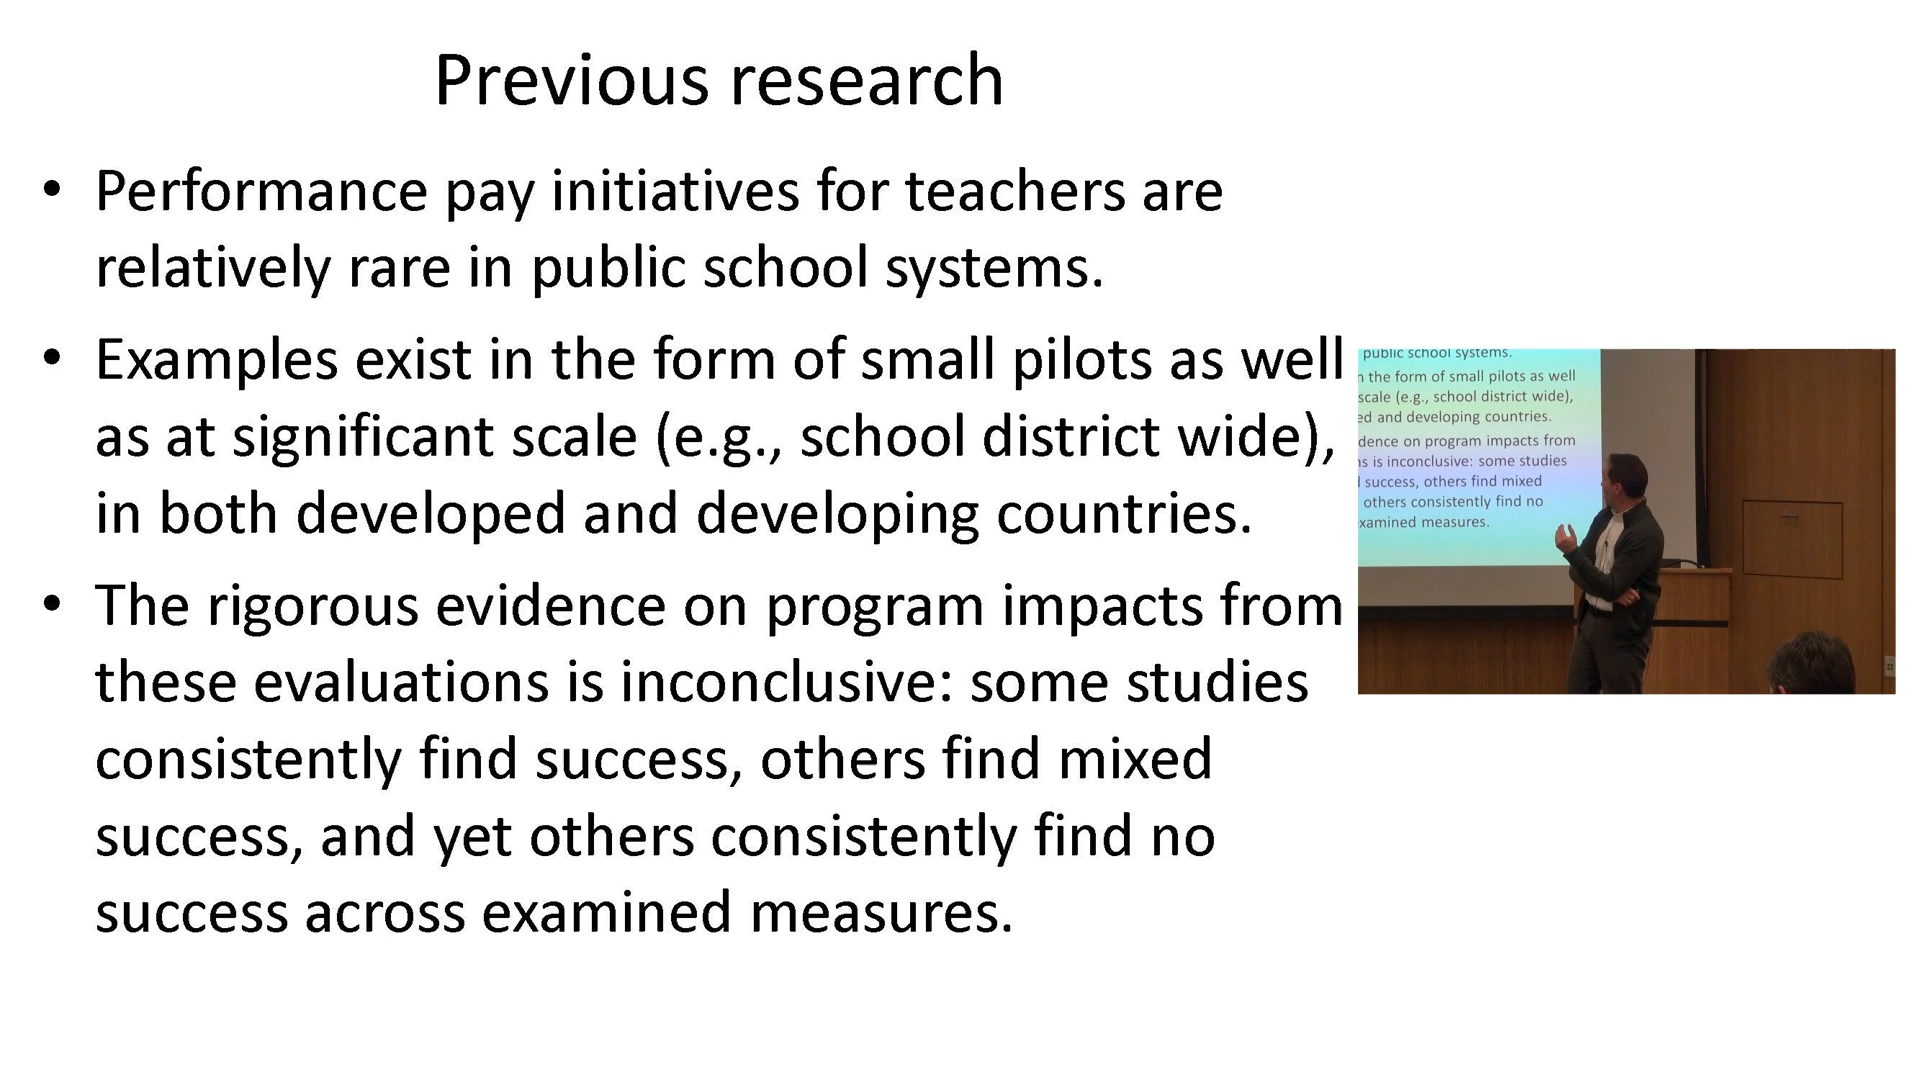 Previous research
• Performance pay initiatives for teachers are
relatively rare in public school systems.
• Examples exist in the form of small pilots as well
as at significant scale (e.g., school district wide),
in both developed and developing countries.
• The rigorous evidence on program impacts from
these evaluations is inconclusive: some studies
consistently find success, others find mixed
success, and yet others consistently find no
success across examined measures.
public school systems.
n the form of small pilots as well
scale (e.g., school district wide),
ed and developing countries.
dence on program impacts from
ns is inconclusive: some studies
l success, others find mixed
others consistently find no
examined measures.